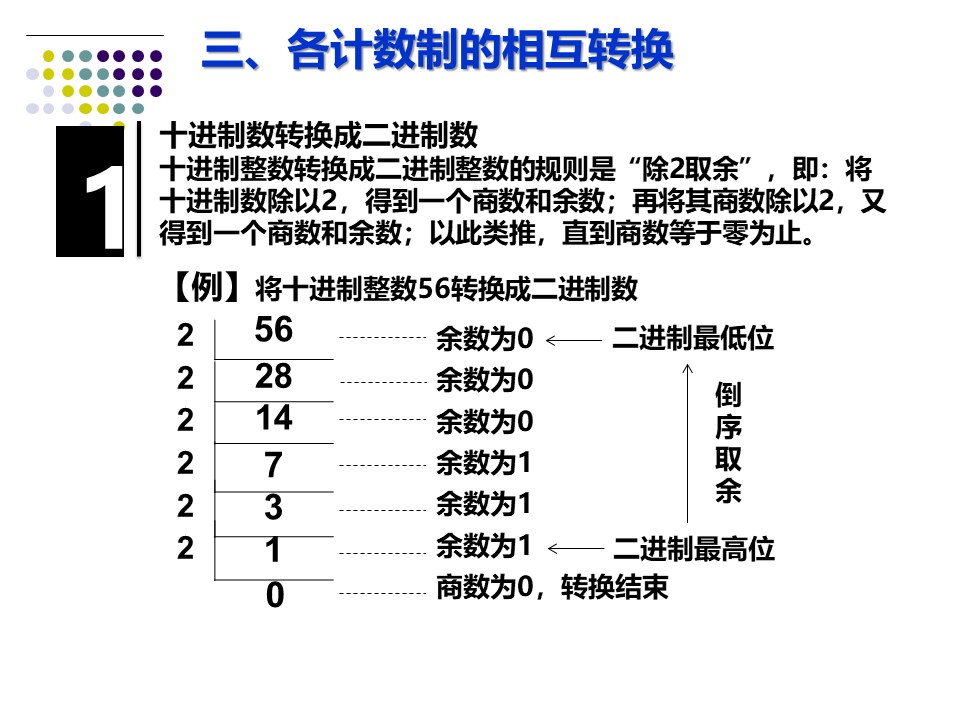 三、各计数制的相互转换
1
十进制数转换成二进制数
十进制整数转换成二进制整数的规则是“除2取余”，即：将
十进制数除以2，得到一个商数和余数；再将其商数除以2，又
得到一个商数和余数；以此类推，直到商数等于零为止。
【例】将十进制整数56转换成二进制数
2 56 余数为0 二进制最低位
2 28 余数为0
2 14 余数为0
2 7 余数为1
2 3 余数为1
2 1 余数为1 二进制最高位
0 商数为0，转换结束
倒
序
取
余